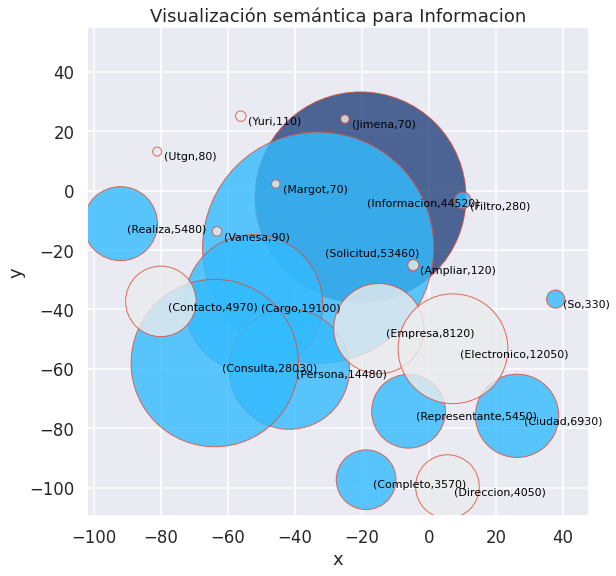 Visualización semántica para Informacion
40
20
0
−20
−40
−60
−80
−100
y
(Yuri,110)
(Jimena,70)
(Utgn,80)
(Margot,70)
(Informacion,44520)
(Filtro,280)
(Realiza,5480)
(Vanesa,90)
(Solicitud,53460)
(Ampliar,120)
(Contacto,4970)
(Cargo,19100)
(So,330)
(Empresa,8120)
(Electronico,12050)
(Consulta,28030)
(Persona,14480)
(Representante,5450)
(Ciudad,6930)
(Completo,3570)
(Direccion,4050)
−100 −80 −60 −40 −20 0 20 40
x